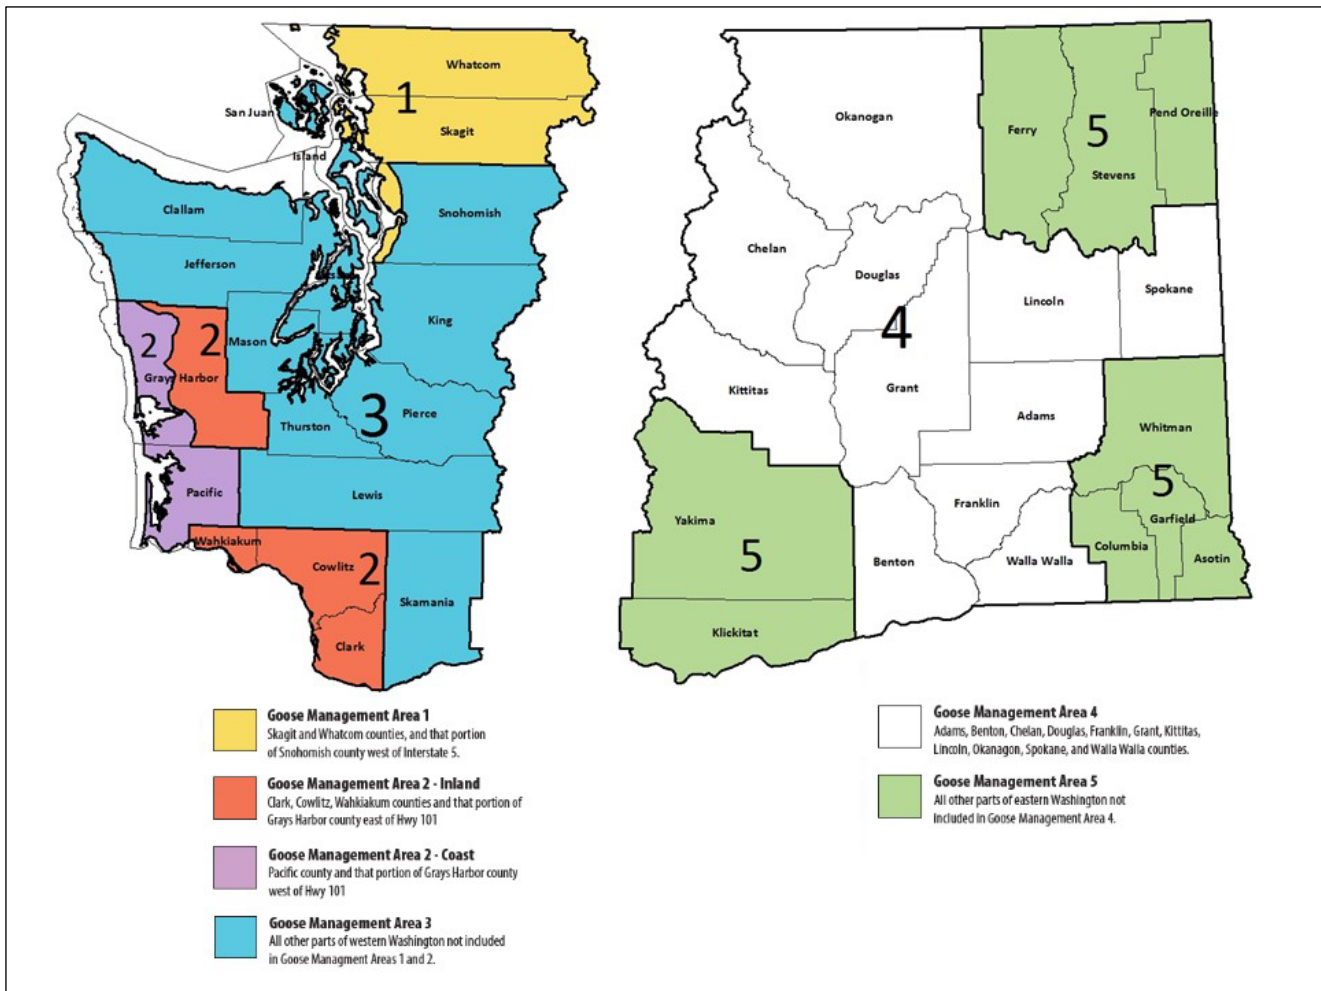 Whatcom
1
San Juan
Skagit
Island
Clallam
Snohomish
Jefferson
King
2
2
Mason
Grays Harbor
3
Pierce
Thurston
Pacific
Lewis
Wahkiakum
Cowlitz
2
Skamania
Clark
Okanogan
Ferry
5
Pend Oreille
Stevens
Chelan
Douglas
Spokane
Lincoln
4
Kittitas
Grant
Adams
Whitman
5
Yakima
Franklin
Garfield
Columbia
Asotin
5
Benton
Walla Walla
Klickitat
Goose Management Area 1
Skagit and Whatcom counties, and that portion
of Snohomish county west of Interstate 5.
Goose Management Area 2 - Inland
Clark, Cowlitz, Wahkiakum counties and that portion of
Grays Harbor county east of Hwy 101
Goose Management Area 2 - Coast
Pacific county and that portion of Grays Harbor county
west of Hwy 101
Goose Management Area 3
All other parts of western Washington not included
in Goose Managment Areas 1 and 2.
Goose Management Area 4
Adams, Benton, Chelan, Douglas, Franklin, Grant, Kittitas,
Lincoln, Okanagon, Spokane, and Walla Walla counties.
Goose Management Area 5
All other parts of eastern Washington not
included in Goose Management Area 4.